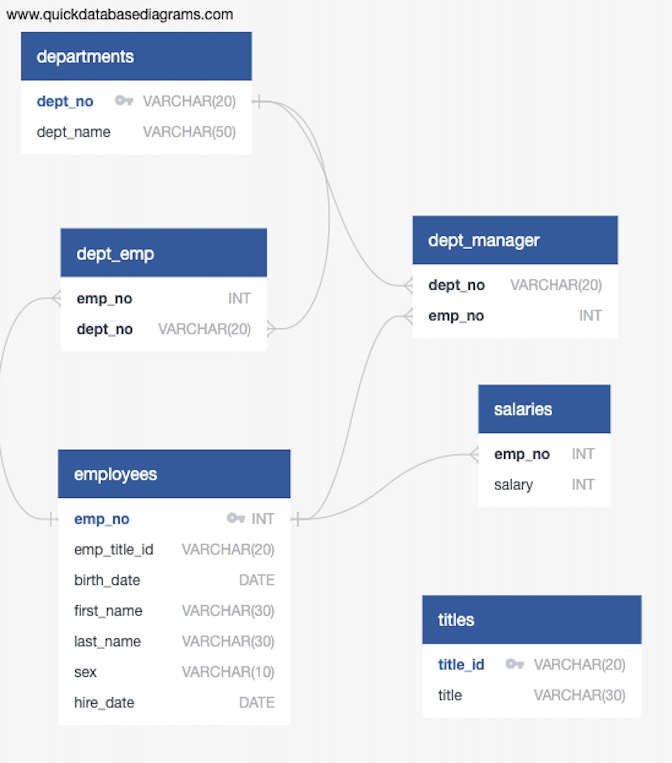 www.quickdatabasediagrams.com
departments
dept_no VARCHAR(20)
dept_name VARCHAR(50)
dept_emp
emp_no INT
dept_no VARCHAR(20)
dept_manager
dept_no VARCHAR(20)
emp_no INT
salaries
emp_no INT
salary INT
employees
emp_no INT
emp_title_id VARCHAR(20)
birth_date DATE
first_name VARCHAR(30)
last_name VARCHAR(30)
sex VARCHAR(10)
hire_date DATE
titles
title_id VARCHAR(20)
title VARCHAR(30)